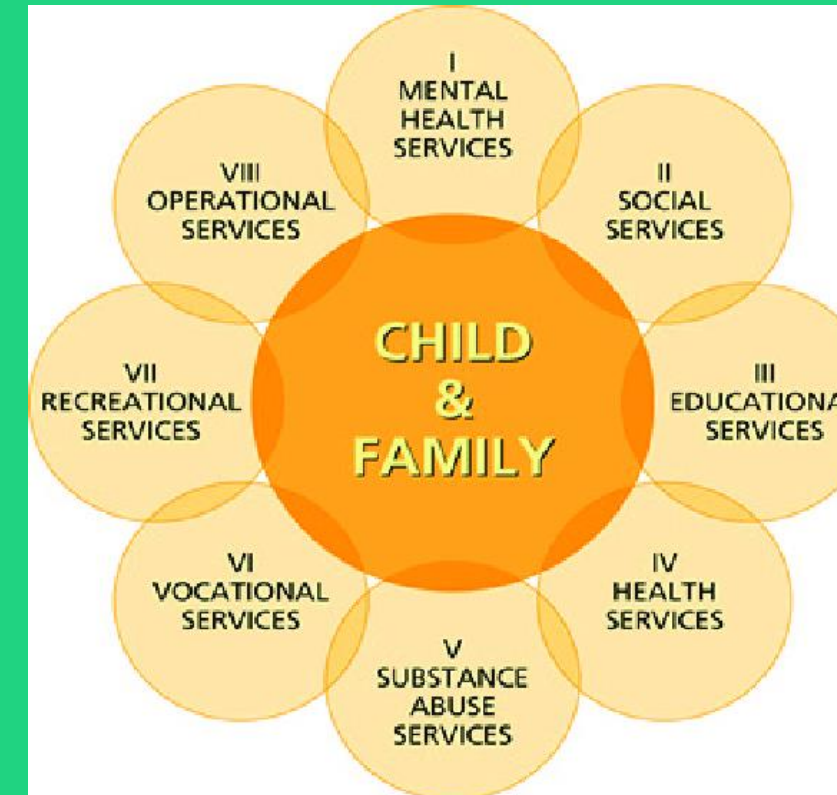 I
MENTAL
HEALTH
SERVICES
II
SOCIAL
SERVICES
III
EDUCATIONA
SERVICES
IV
HEALTH
SERVICES
V
SUBSTANCE
ABUSE
SERVICES
VI
VOCATIONAL
SERVICES
VII
RECREATIONAL
SERVICES
VIII
OPERATIONAL
SERVICES
CHILD
&
FAMILY